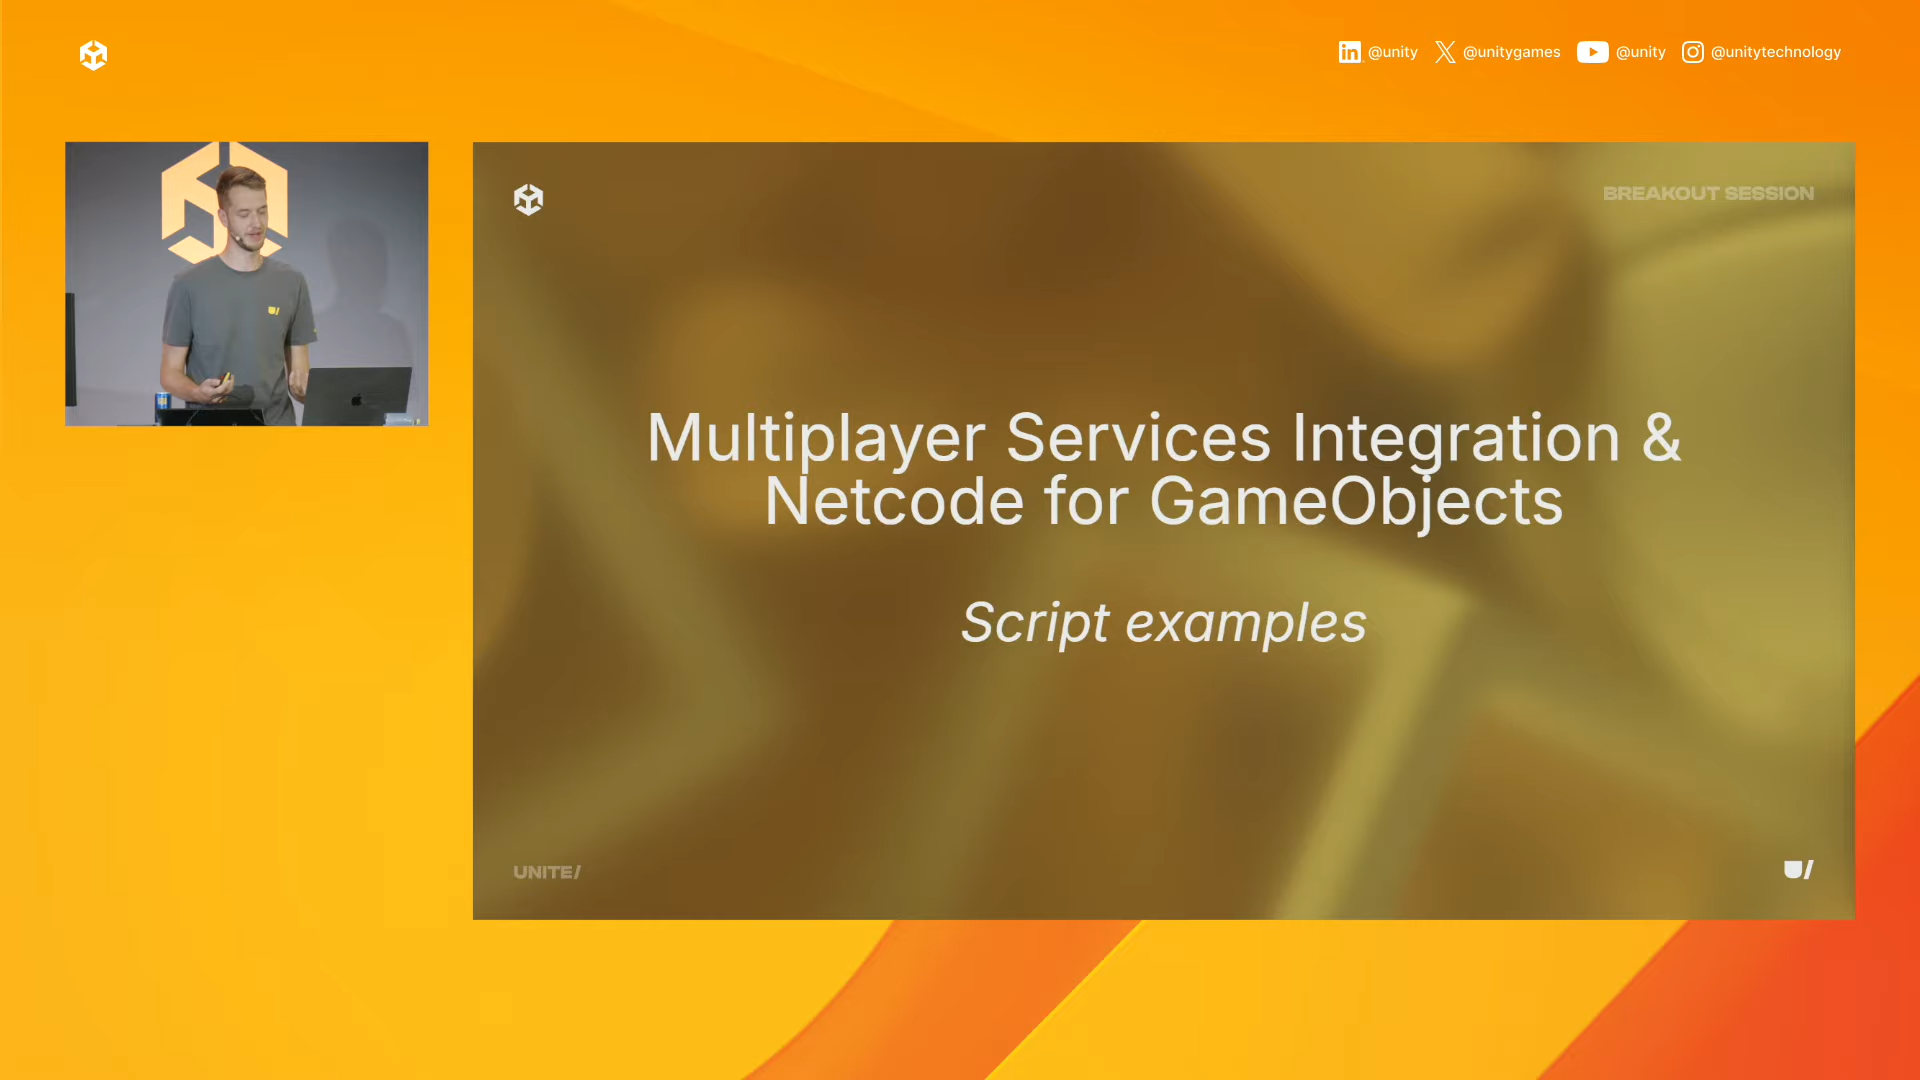 @unity
@unitygames
@unity
@unitytechnology
BREAKOUT SESSION
Multiplayer Services Integration &
Netcode for GameObjects
Script examples
UNITE/
U/